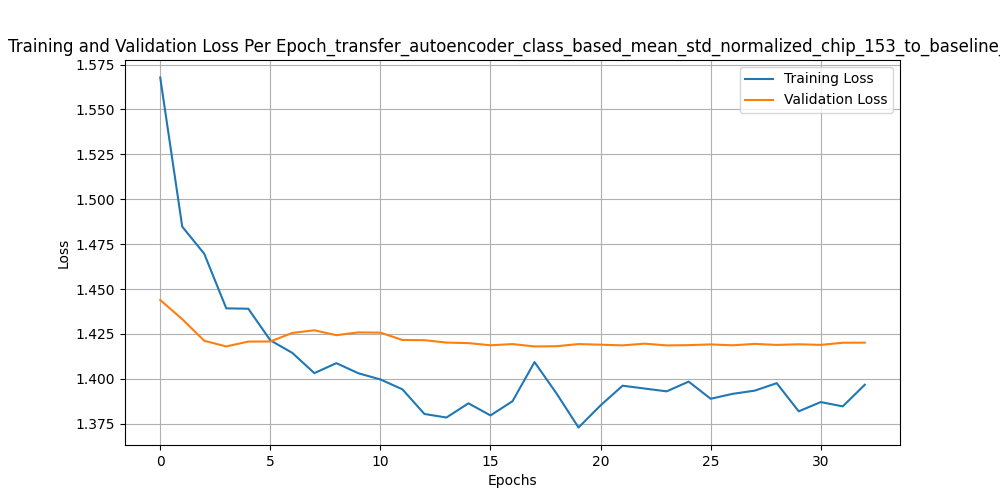 Training and Validation Loss Per Epoch_transfer_autoencoder_class_based_mean_std_normalized_chip_153_to_baseline_
Training Loss
Validation Loss
1.575
1.550
1.525
1.500
1.475
1.450
1.425
1.400
1.375
Loss
0 5 10 15 20 25 30
Epochs